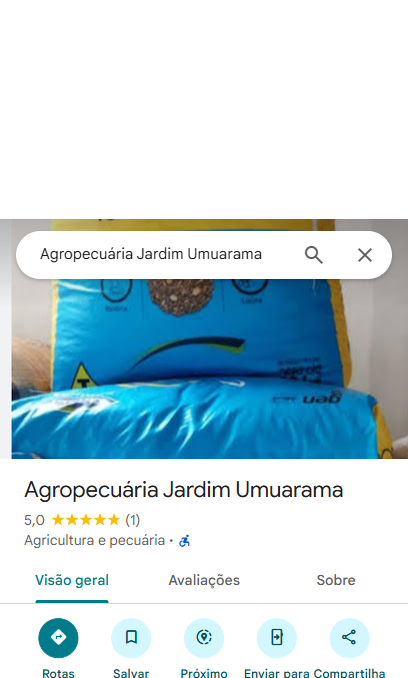 Agropecuária Jardim Umuarama
Agropecuária Jardim Umuarama
5,0 (1)
Agricultura e pecuária ·
Visão geral Avaliações Sobre
Rotas Salvar Próximo Enviar para Compartilha